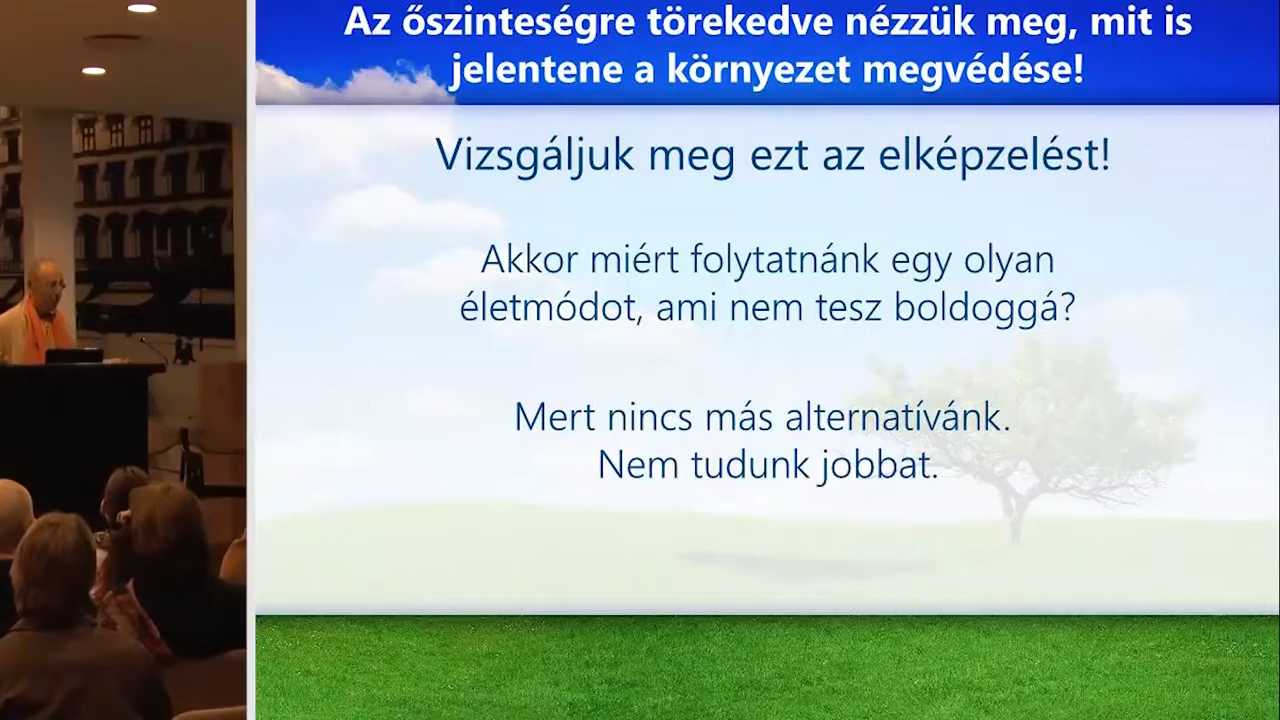 Az őszinteségre törekedve nézzük meg, mit is
jelentene a környezet megvédése!
Vizsgáljuk meg ezt az elképzelést!
Akkor miért folytatnánk egy olyan
életmódot, ami nem tesz boldoggá?
Mert nincs más alternatívánk.
Nem tudunk jobbat.